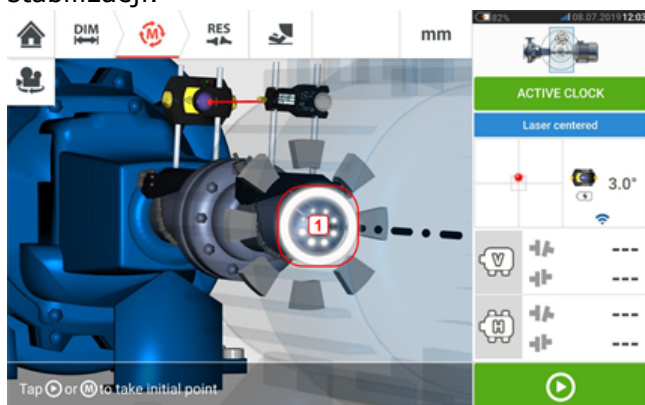 stabilizacji.
DIM
M
RES
mm
82%
08.07.2019 12:03
ACTIVE CLOCK
Laser centered
3.0°
1
V
---
---
H
---
---
Tap or M to take initial point